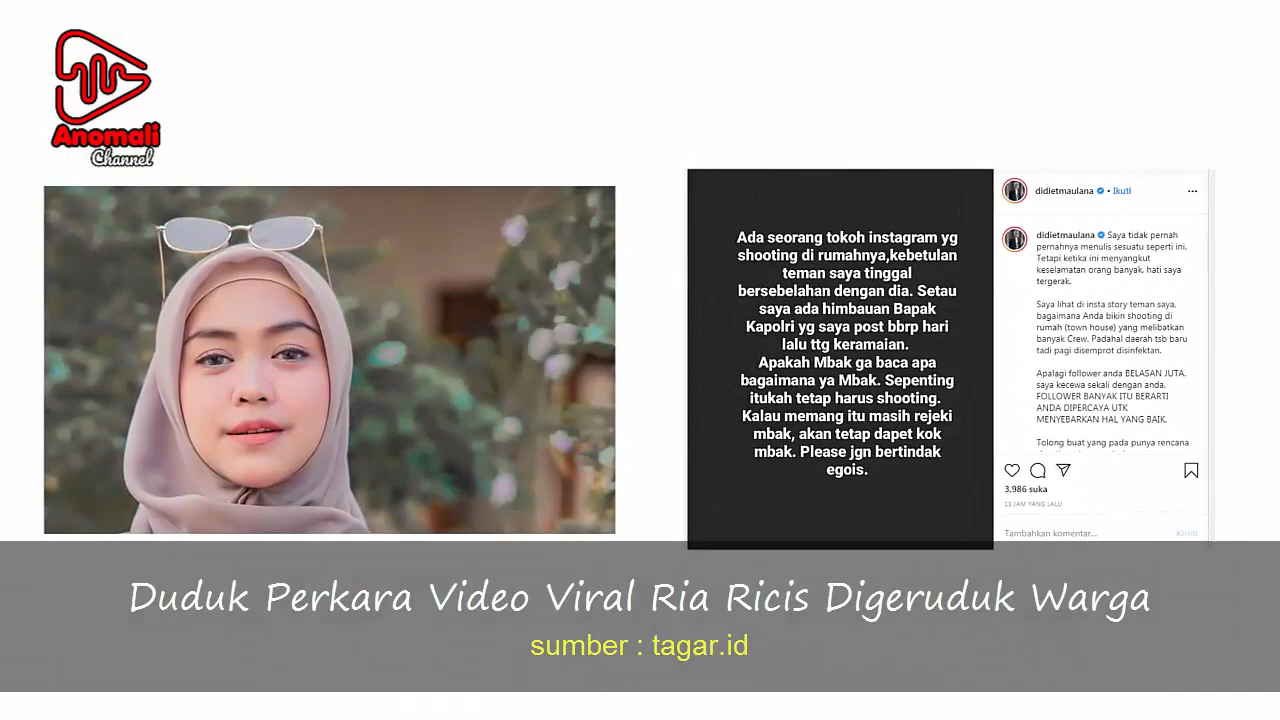 Anomali
Channel
Ada seorang tokoh instagram yg
shooting di rumahnya,kebetulan
teman saya tinggal
bersebelahan dengan dia. Setau
saya ada himbauan Bapak
Kapolri yg saya post bbrp hari
lalu ttg keramaian.
Apakah Mbak ga baca apa
bagaimana ya Mbak. Sepenting
itukah tetap harus shooting.
Kalau memang itu masih rejeki
mbak, akan tetap dapet kok
mbak. Please jgn bertindak
egois.
didietmaulana • Ikuti
didietmaulana Saya tidak pernah
pernahnya menulis sesuatu seperti ini.
Tetapi ketika ini menyangkut
keselamatan orang banyak, hati saya
tergerak.
Saya lihat di insta story teman saya,
bagaimana Anda bikin shooting di
rumah (town house) yang melibatkan
banyak Crew. Padahal daerah tsb baru
tadi pagi disemprot disinfektan.
Apalagi follower anda BELASAN JUTA.
saya kecewa sekali dengan anda.
FOLLOWER BANYAK ITU BERARTI
ANDA DIPERCAYA UTK
MENYEBARKAN HAL YANG BAIK.
Tolong buat yang pada punya rencana
3,986 suka
13 JAM YANG LALU
Tambahkan komentar...
Kirim
Duduk Perkara Video Viral Ria Ricis Digeruduk Warga
sumber : tagar.id